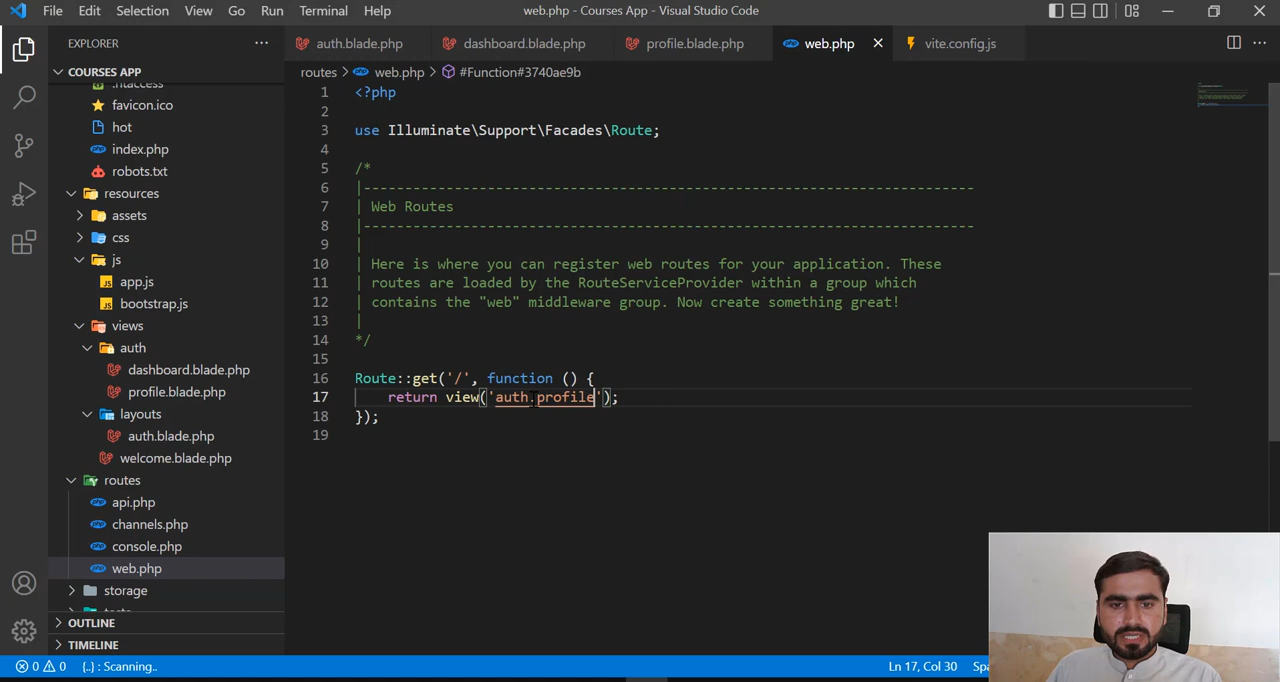 File Edit Selection View Go Run Terminal Help
web.php - Courses App - Visual Studio Code
EXPLORER
auth.blade.php
dashboard.blade.php
profile.blade.php
web.php
vite.config.js
COURSES APP
.htaccess
favicon.ico
hot
index.php
robots.txt
resources
assets
css
js
app.js
bootstrap.js
views
auth
dashboard.blade.php
profile.blade.php
layouts
auth.blade.php
welcome.blade.php
routes
api.php
channels.php
console.php
web.php
storage
OUTLINE
TIMELINE
routes > web.php > #Function#3740ae9b
1 <?php
2
3 use Illuminate\Support\Facades\Route;
4
5 /*
6 |--------------------------------------------------------------------------
7 | Web Routes
8 |--------------------------------------------------------------------------
9 |
10 | Here is where you can register web routes for your application. These
11 | routes are loaded by the RouteServiceProvider within a group which
12 | contains the "web" middleware group. Now create something great!
13 |
14 */
15
16 Route::get('/', function () {
17 return view('auth.profile');
18 });
19
0 0 {..} : Scanning..
Ln 17, Col 30